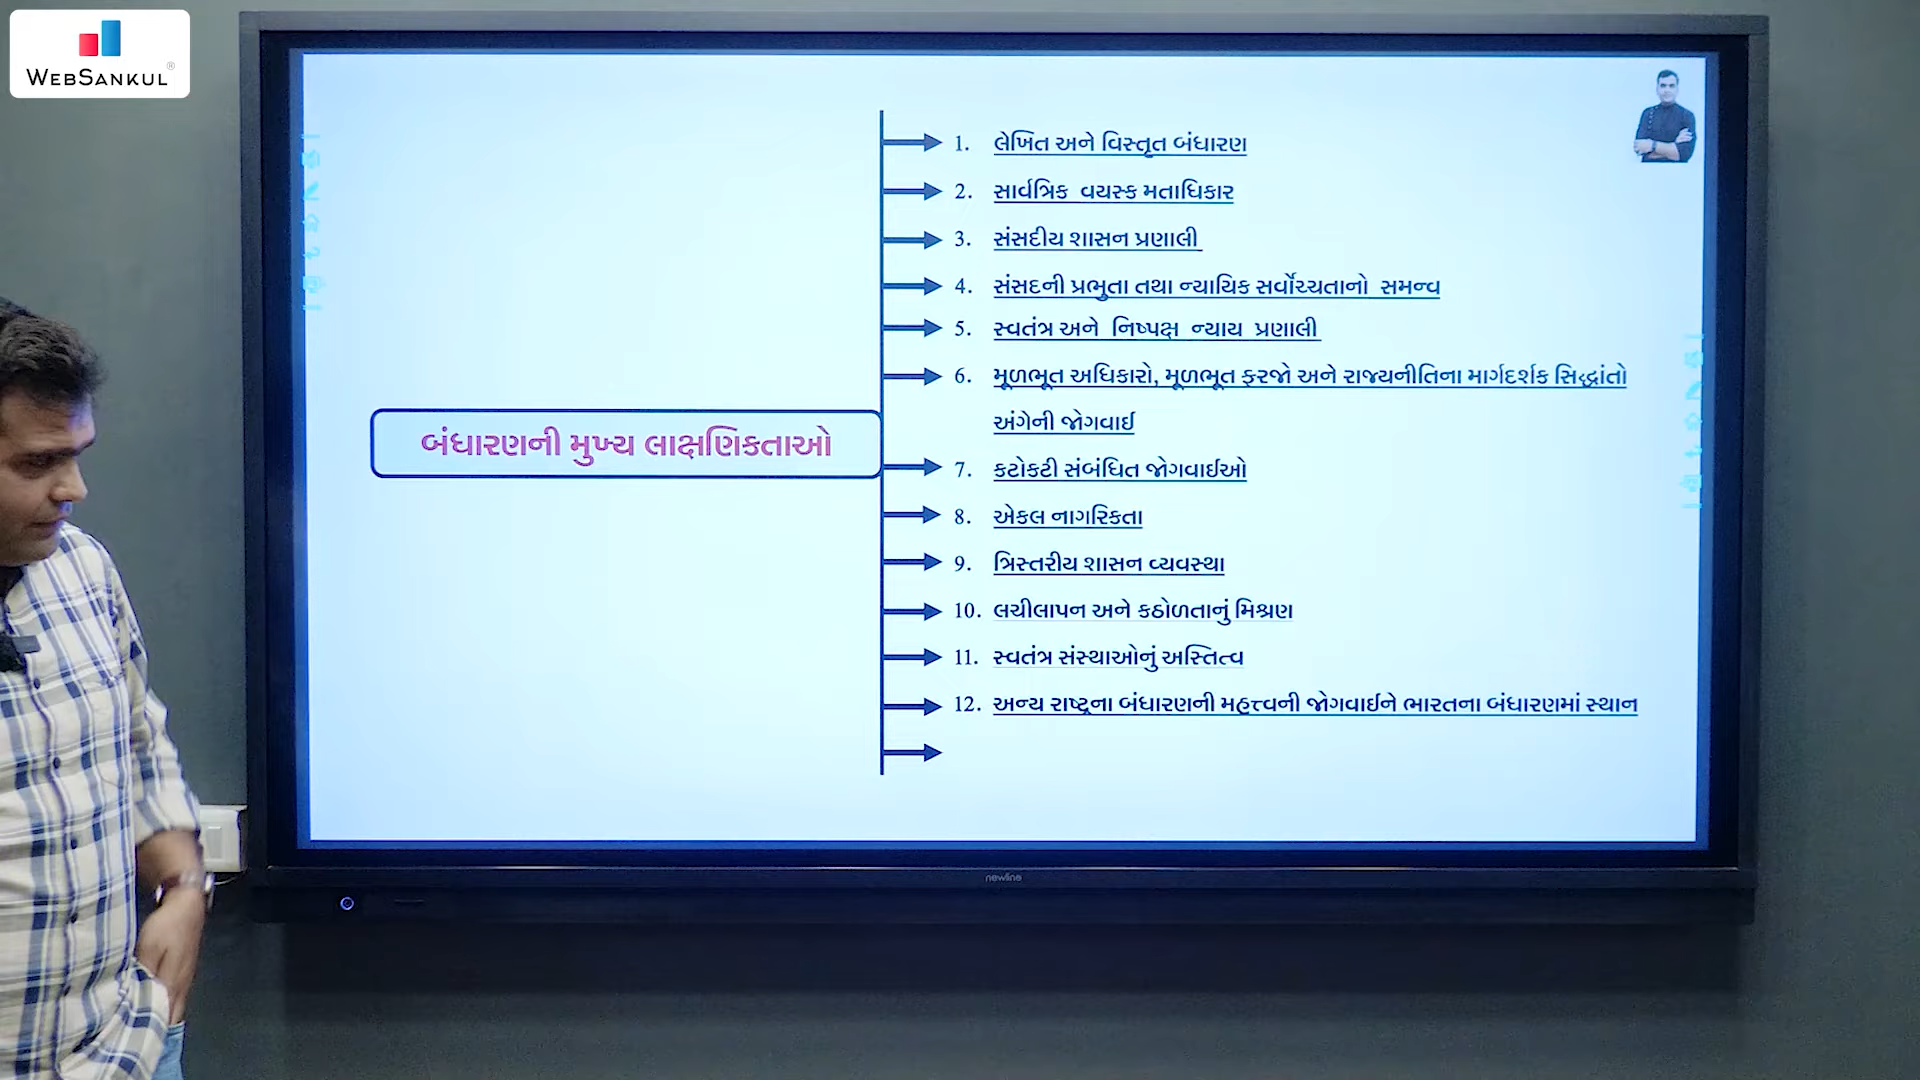 WEBSANKUL®
બંધારણની મુખ્ય લાક્ષણિકતાઓ
1. લેખિત અને વિસ્તૃત બંધારણ
2. સાર્વત્રિક વયસ્ક મતાધિકાર
3. સંસદીય શાસન પ્રણાલી
4. સંસદની પ્રભુતા તથા ન્યાયિક સર્વોચ્ચતાનો સમન્વ
5. સ્વતંત્ર અને નિષ્પક્ષ ન્યાય પ્રણાલી
6. મૂળભૂત અધિકારો, મૂળભૂત ફરજો અને રાજ્યનીતિના માર્ગદર્શક સિદ્ધાંતો
અંગેની જોગવાઈ
7. કટોકટી સંબંધિત જોગવાઈઓ
8. એકલ નાગરિકતા
9. ત્રિસ્તરીય શાસન વ્યવસ્થા
10. લચીલાપન અને કઠોળતાનું મિશ્રણ
11. સ્વતંત્ર સંસ્થાઓનું અસ્તિત્વ
12. અન્ય રાષ્ટ્રના બંધારણની મહત્ત્વની જોગવાઈને ભારતના બંધારણમાં સ્થાન
newline